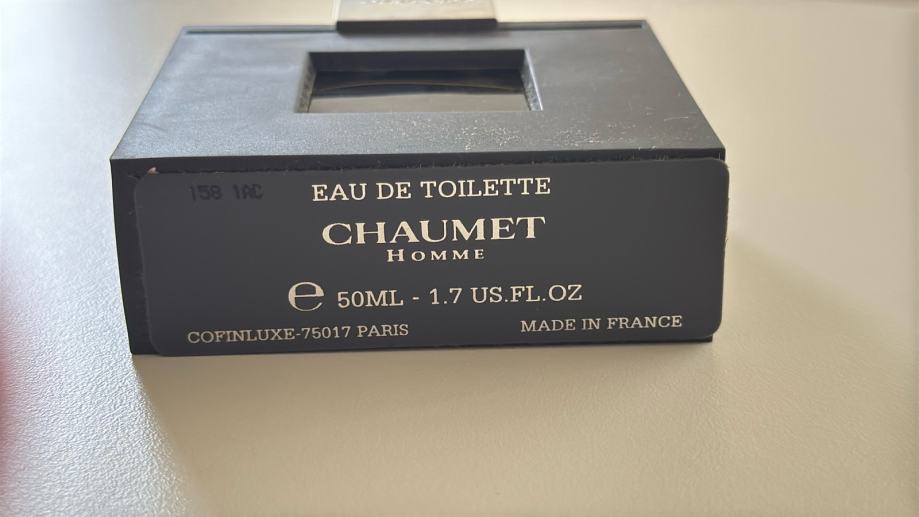 158 1AC
EAU DE TOILETTE
CHAUMET
HOMME
e 50ML - 1.7 US.FL.OZ
COFINLUXE-75017 PARIS
MADE IN FRANCE